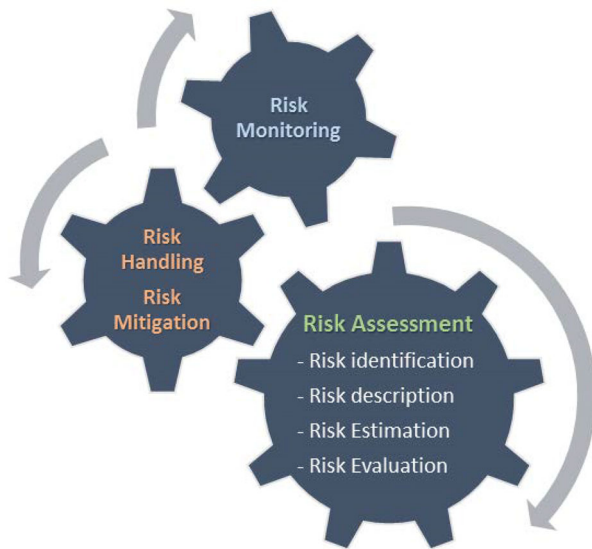 Risk
Monitoring
Risk
Handling
Risk
Mitigation
Risk Assessment
- Risk identification
- Risk description
- Risk Estimation
- Risk Evaluation